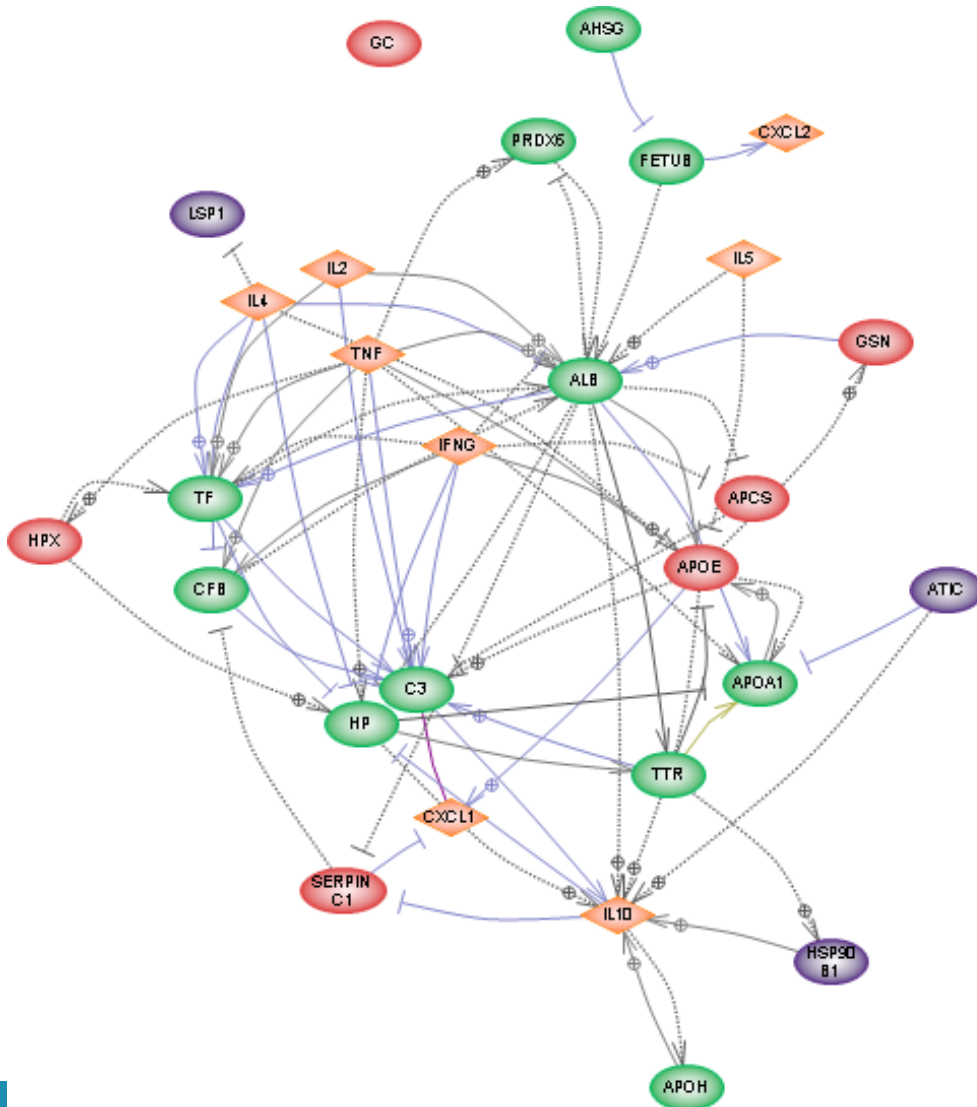 AHSG
GC
CXCL2
PRDX6
FETUB
LSP1
IL2
IL5
IL4
GSN
TNF
ALB
IFNG
TF
APCS
HPX
APOE
CFB
ATIC
C3
APOA1
HP
TTR
CXCL1
SERPIN
C1
IL10
HSP90
B1
APOH